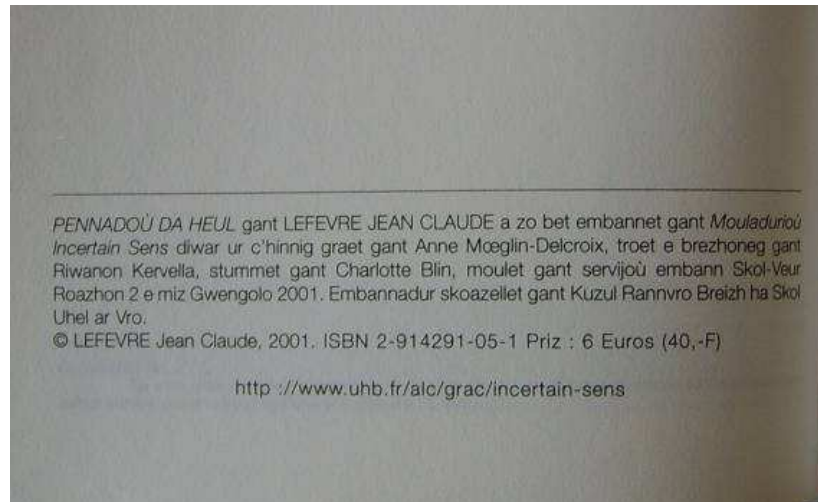 PENNADOÙ DA HEUL gant LEFEVRE JEAN CLAUDE a zo bet embannet gant Mouladurioù
Incertain Sens diwar ur c'hinnig graet gant Anne Mœglin-Delcroix, troet e brezhoneg gant
Riwanon Kervella, stummet gant Charlotte Blin, moulet gant servijoù embann Skol-Veur
Roazhon 2 e miz Gwengolo 2001. Embannadur skoazellet gant Kuzul Rannvro Breizh ha Skol
Uhel ar Vro.
© LEFEVRE Jean Claude, 2001. ISBN 2-914291-05-1 Priz : 6 Euros (40,-F)
http ://www.uhb.fr/alc/grac/incertain-sens